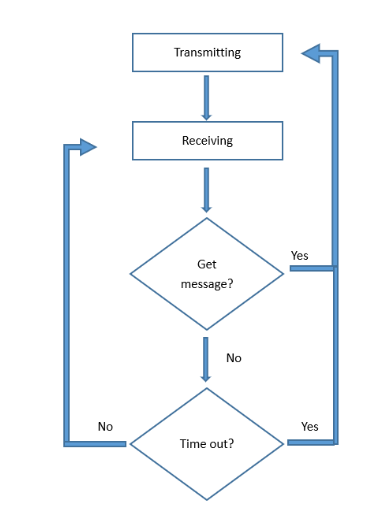 Transmitting
Receiving
Get
message?
Yes
No
Time out?
No
Yes